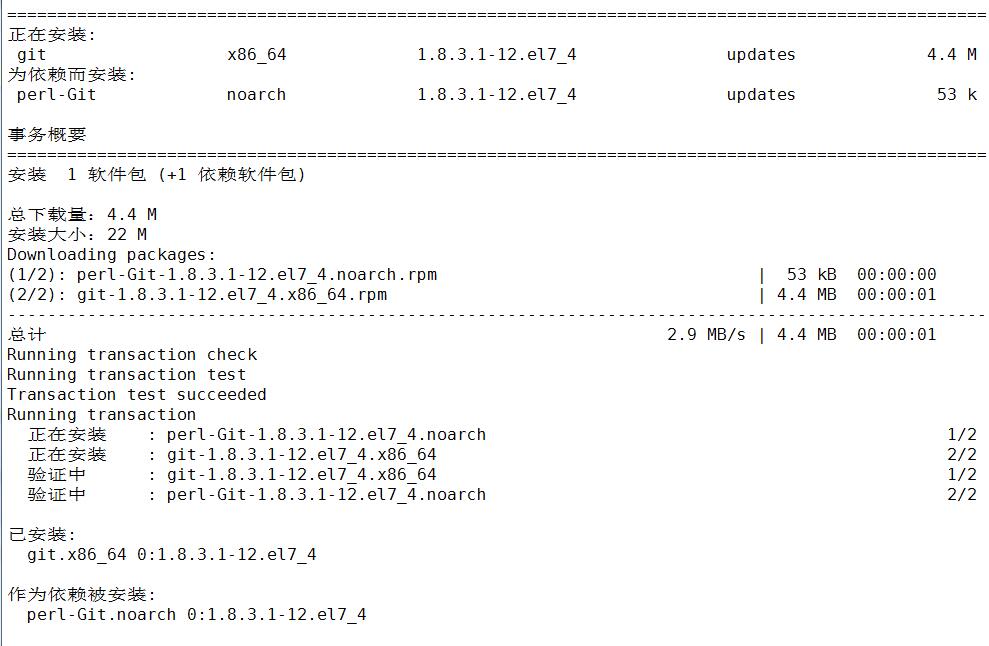 ================================================================================
正在安装:
git x86_64 1.8.3.1-12.el7_4 updates 4.4 M
为依赖而安装:
perl-Git noarch 1.8.3.1-12.el7_4 updates 53 k
事务概要
================================================================================
安装  1 软件包 (+1 依赖软件包)
总下载量：4.4 M
安装大小：22 M
Downloading packages:
(1/2): perl-Git-1.8.3.1-12.el7_4.noarch.rpm | 53 kB 00:00:00
(2/2): git-1.8.3.1-12.el7_4.x86_64.rpm | 4.4 MB 00:00:01
--------------------------------------------------------------------------------
总计 2.9 MB/s | 4.4 MB 00:00:01
Running transaction check
Running transaction test
Transaction test succeeded
Running transaction
正在安装 : perl-Git-1.8.3.1-12.el7_4.noarch 1/2
正在安装 : git-1.8.3.1-12.el7_4.x86_64 2/2
验证中 : git-1.8.3.1-12.el7_4.x86_64 1/2
验证中 : perl-Git-1.8.3.1-12.el7_4.noarch 2/2
已安装:
git.x86_64 0:1.8.3.1-12.el7_4
作为依赖被安装:
perl-Git.noarch 0:1.8.3.1-12.el7_4